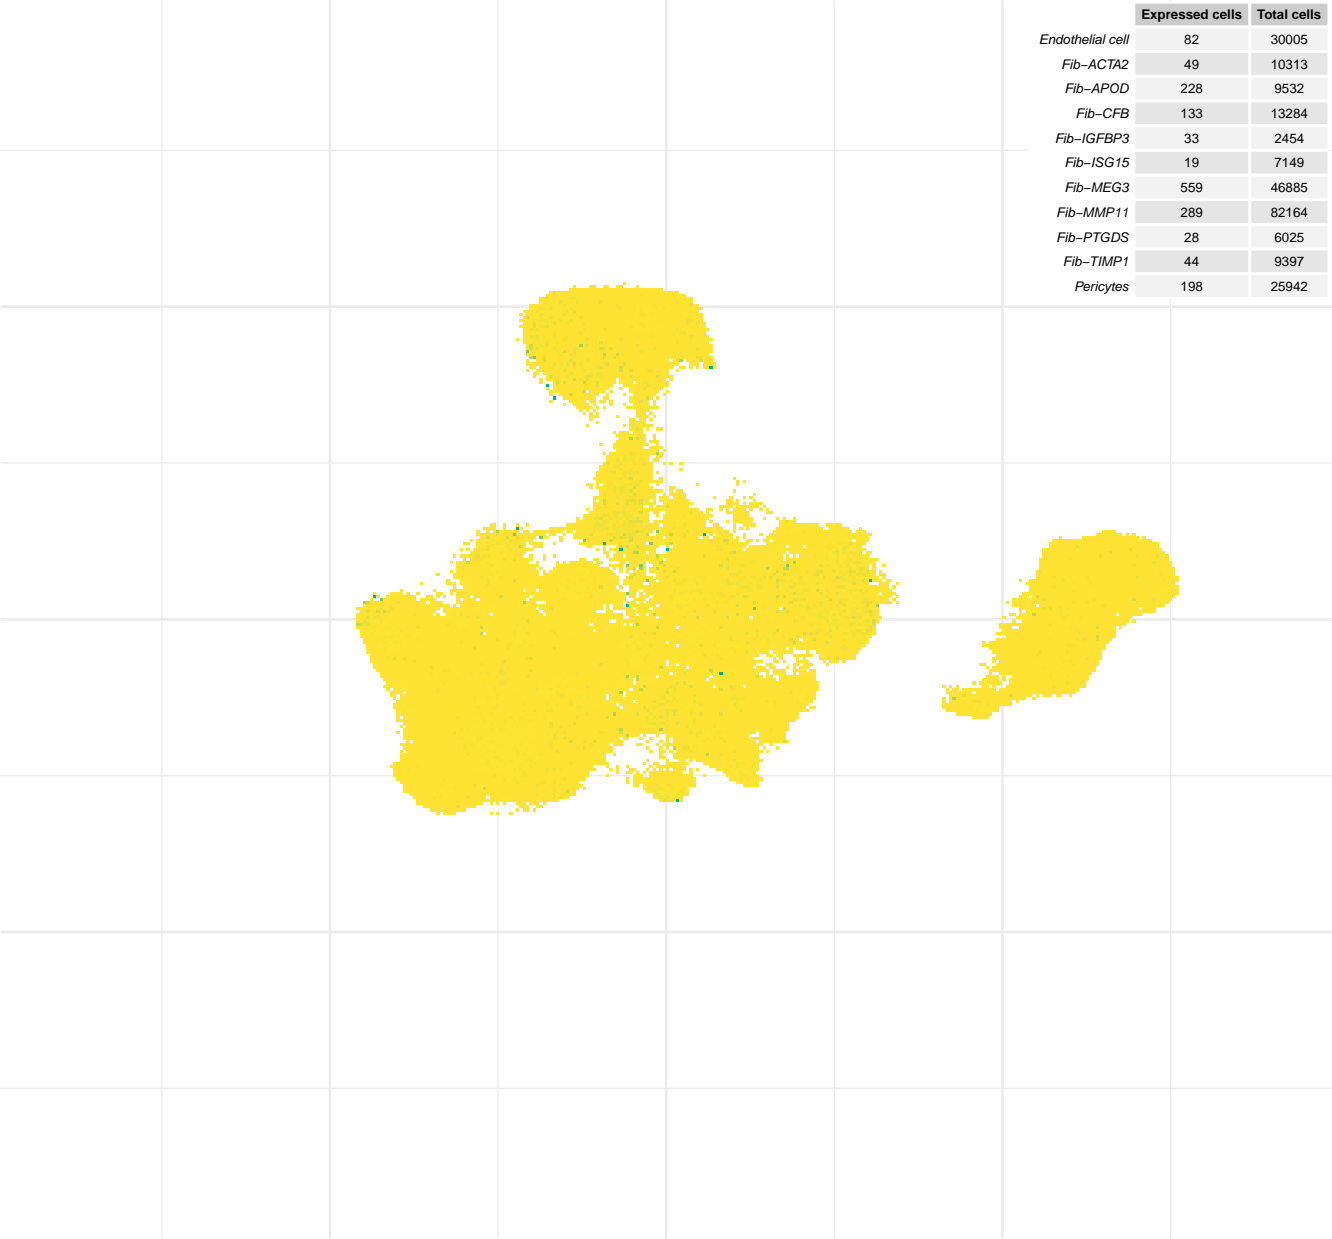 Expressed cells Total cells
Endothelial cell 82 30005
Fib−ACTA2 49 10313
Fib−APOD 228 9532
Fib−CFB 133 13284
Fib−IGFBP3 33 2454
Fib−ISG15 19 7149
Fib−MEG3 559 46885
Fib−MMP11 289 82164
Fib−PTGDS 28 6025
Fib−TIMP1 44 9397
Pericytes 198 25942